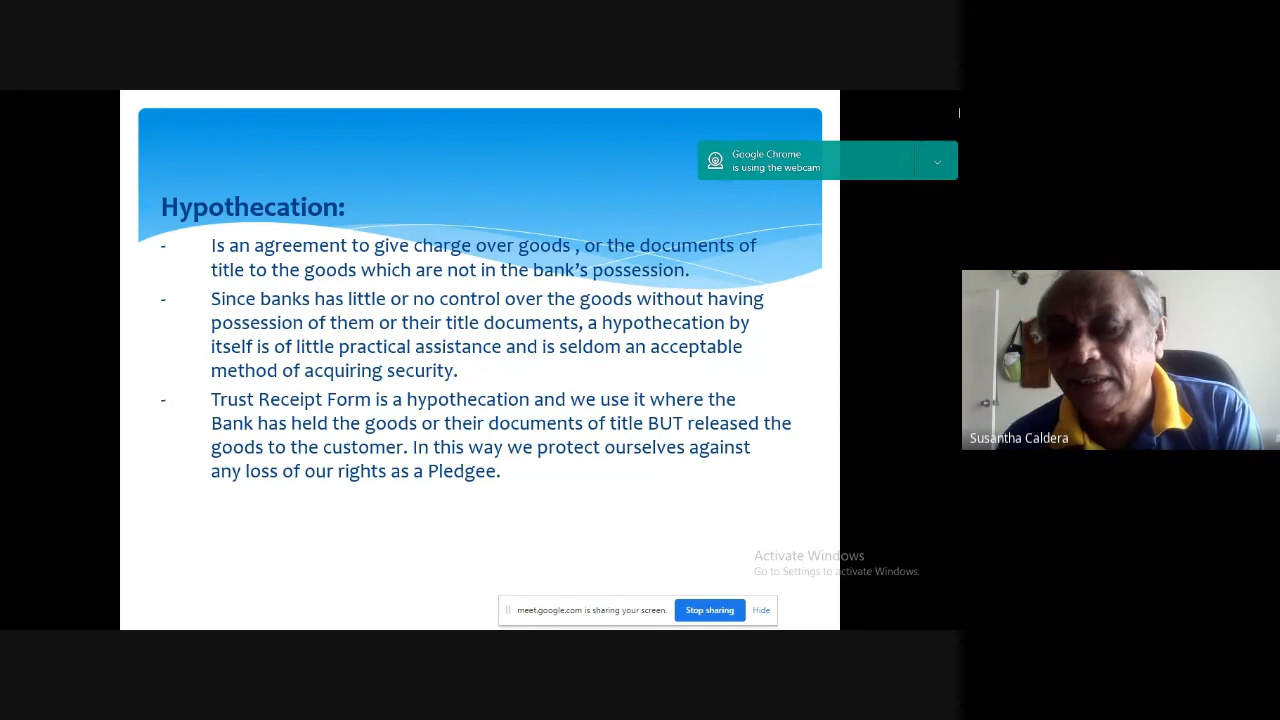 Google Chrome
is using the webcam
Hypothecation:
- Is an agreement to give charge over goods , or the documents of
title to the goods which are not in the bank's possession.
- Since banks has little or no control over the goods without having
possession of them or their title documents, a hypothecation by
itself is of little practical assistance and is seldom an acceptable
method of acquiring security.
- Trust Receipt Form is a hypothecation and we use it where the
Bank has held the goods or their documents of title BUT released the
goods to the customer. In this way we protect ourselves against
any loss of our rights as a Pledgee.
Susantha Caldera
Activate Windows
Go to Settings to activate Windows.
meet.google.com is sharing your screen. Stop sharing Hide